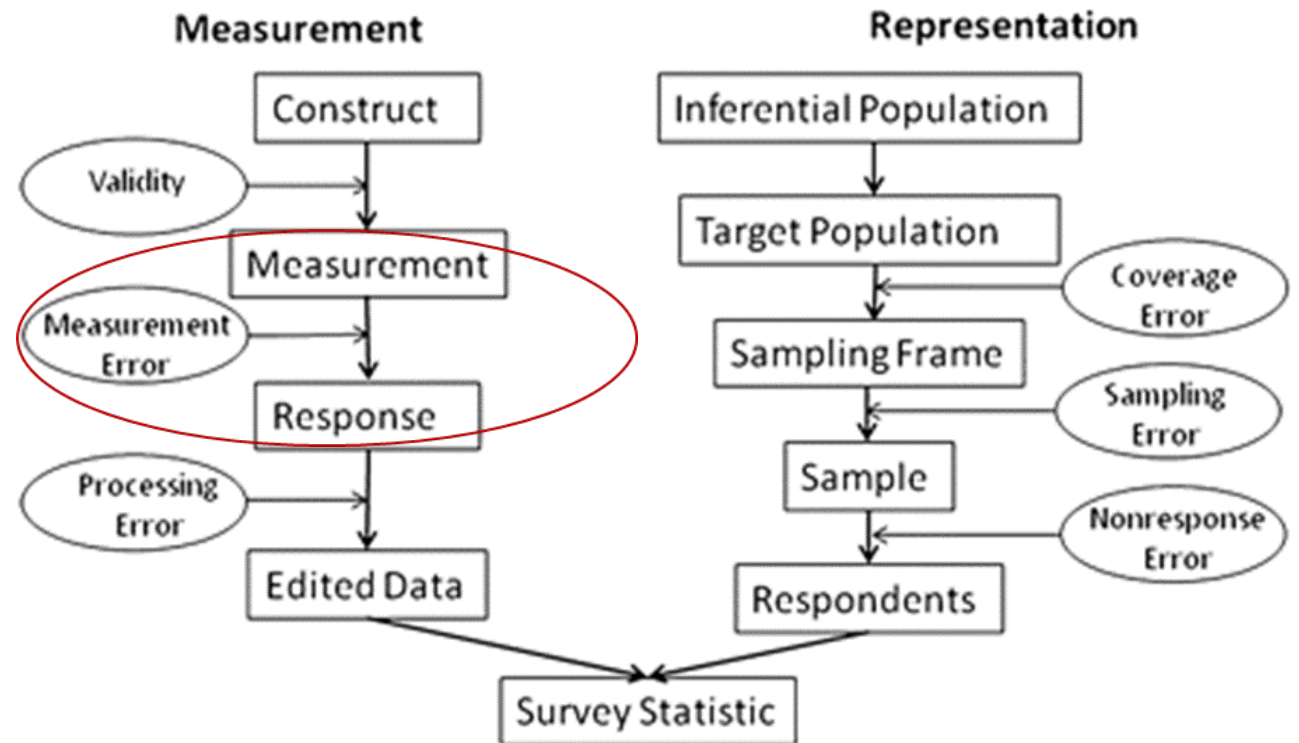 Measurement
Representation
Construct
Inferential Population
Validity
Target Population
Measurement
Coverage
Error
Measurement
Error
Sampling Frame
Sampling
Error
Response
Sample
Processing
Error
Nonresponse
Error
Edited Data
Respondents
Survey Statistic